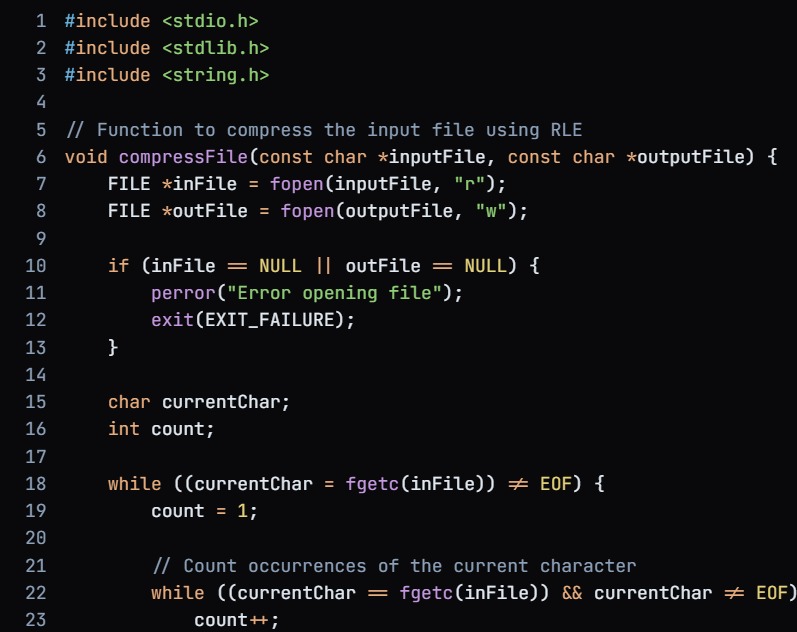 1 #include <stdio.h>
2 #include <stdlib.h>
3 #include <string.h>
4
5 // Function to compress the input file using RLE
6 void compressFile(const char *inputFile, const char *outputFile) {
7     FILE *inFile = fopen(inputFile, "r");
8     FILE *outFile = fopen(outputFile, "w");
9
10     if (inFile == NULL || outFile == NULL) {
11         perror("Error opening file");
12         exit(EXIT_FAILURE);
13     }
14
15     char currentChar;
16     int count;
17
18     while ((currentChar = fgetc(inFile)) != EOF) {
19         count = 1;
20
21         // Count occurrences of the current character
22         while ((currentChar == fgetc(inFile)) && currentChar != EOF)
23             count++;